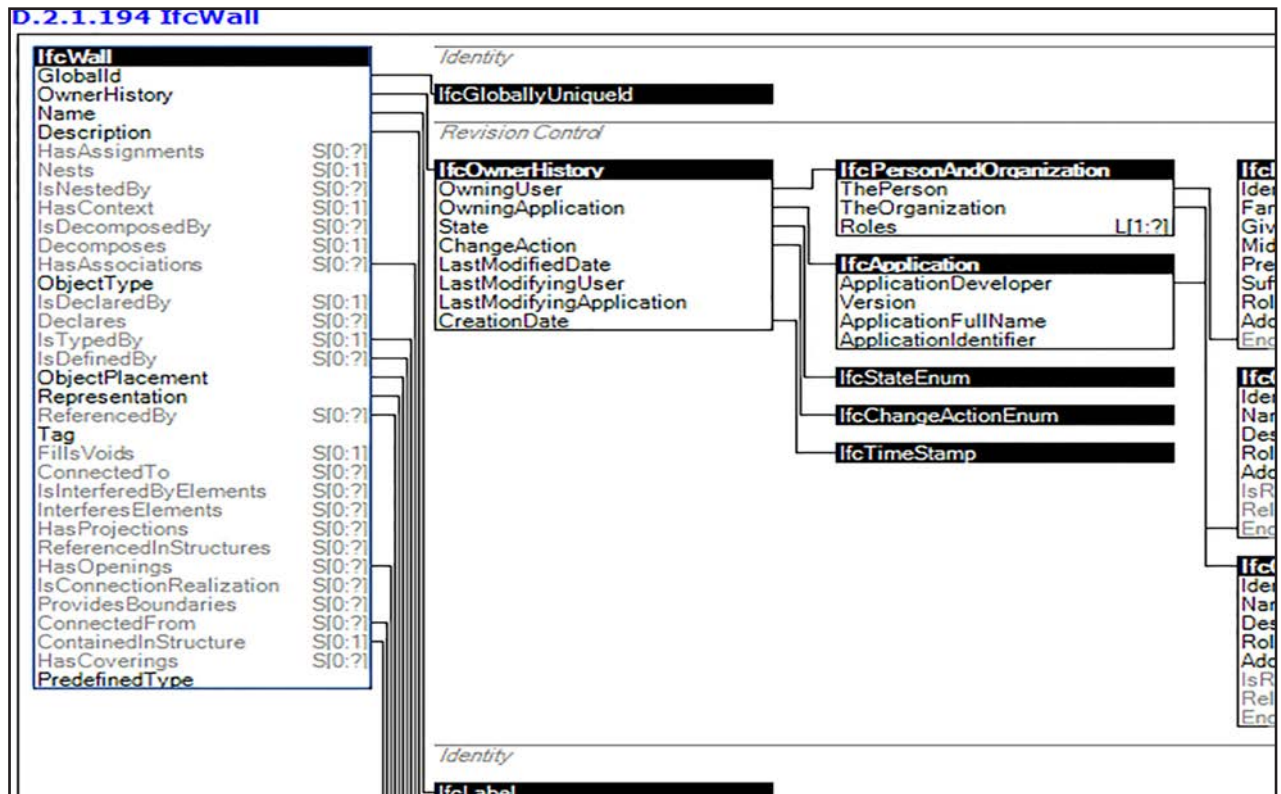 D.2.1.194 IfcWall
IfcWall
GlobalId
OwnerHistory
Name
Description
HasAssignments S[0:?]
Nests S[0:1]
IsNestedBy S[0:?]
HasContext S[0:1]
IsDecomposedBy S[0:?]
Decomposes S[0:1]
HasAssociations S[0:?]
ObjectType
IsDeclaredBy S[0:1]
Declares S[0:?]
IsTypedBy S[0:1]
IsDefinedBy S[0:?]
ObjectPlacement
Representation
ReferencedBy S[0:?]
Tag
FillsVoids S[0:1]
ConnectedTo S[0:?]
IsInterferedByElements S[0:?]
InterferesElements S[0:?]
HasProjections S[0:?]
ReferencedInStructures S[0:?]
HasOpenings S[0:?]
IsConnectionRealization S[0:?]
ProvidesBoundaries S[0:?]
ConnectedFrom S[0:?]
ContainedInStructure S[0:1]
HasCoverings S[0:?]
PredefinedType
Identity
IfcGloballyUniqueId
Revision Control
IfcOwnerHistory
OwningUser
OwningApplication
State
ChangeAction
LastModifiedDate
LastModifyingUser
LastModifyingApplication
CreationDate
IfcPersonAndOrganization
ThePerson
TheOrganization
Roles L[1:?]
IfcApplication
ApplicationDeveloper
Version
ApplicationFullName
ApplicationIdentifier
IfcStateEnum
IfcChangeActionEnum
IfcTimeStamp
Identity
IfcLabel